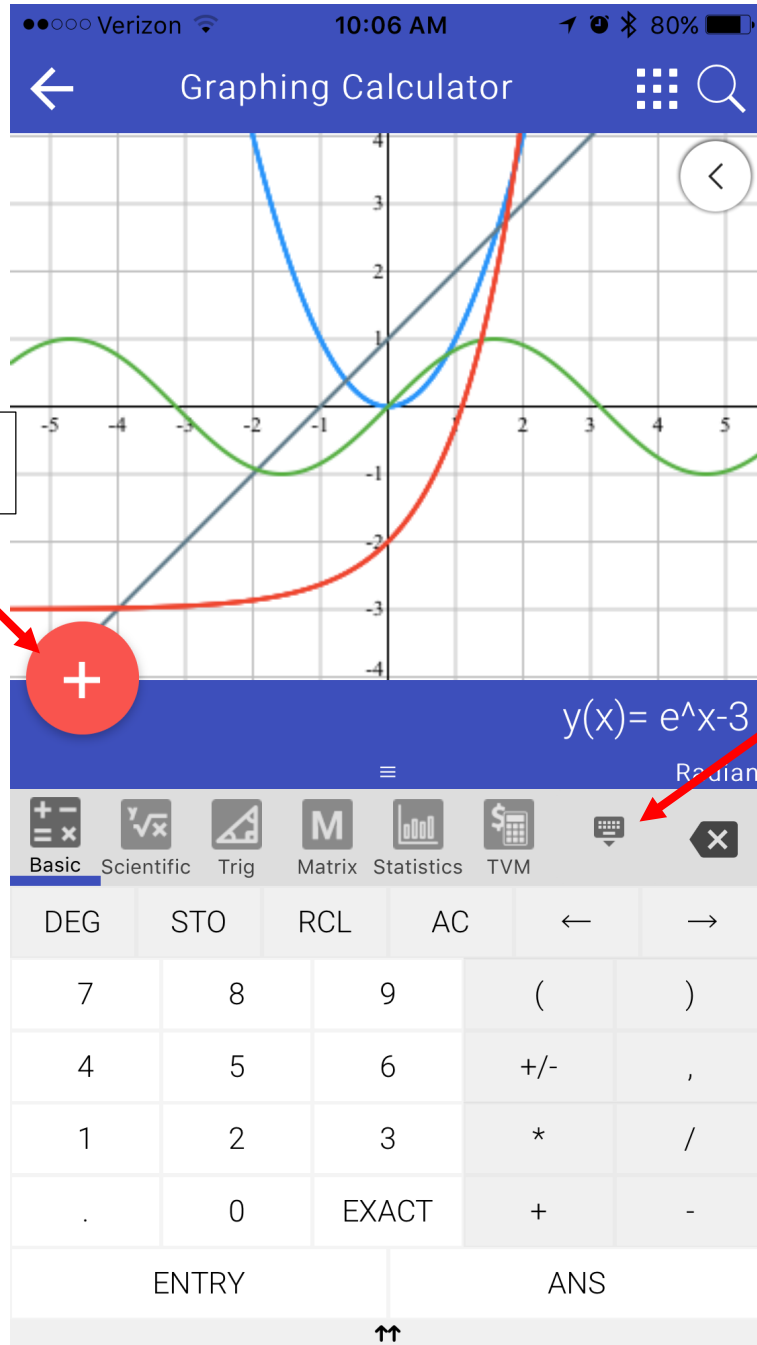 Verizon 10:06 AM 80%
Graphing Calculator
4
3
2
1
-5 -4 -3 -2 -1 2 3 4 5
-1
-2
-3
-4
+
y(x)= e^x-3
Radian
Basic Scientific Trig Matrix Statistics TVM
DEG STO RCL AC ← →
7 8 9 ( )
4 5 6 +/- ,
1 2 3 * /
. 0 EXACT + -
ENTRY ANS